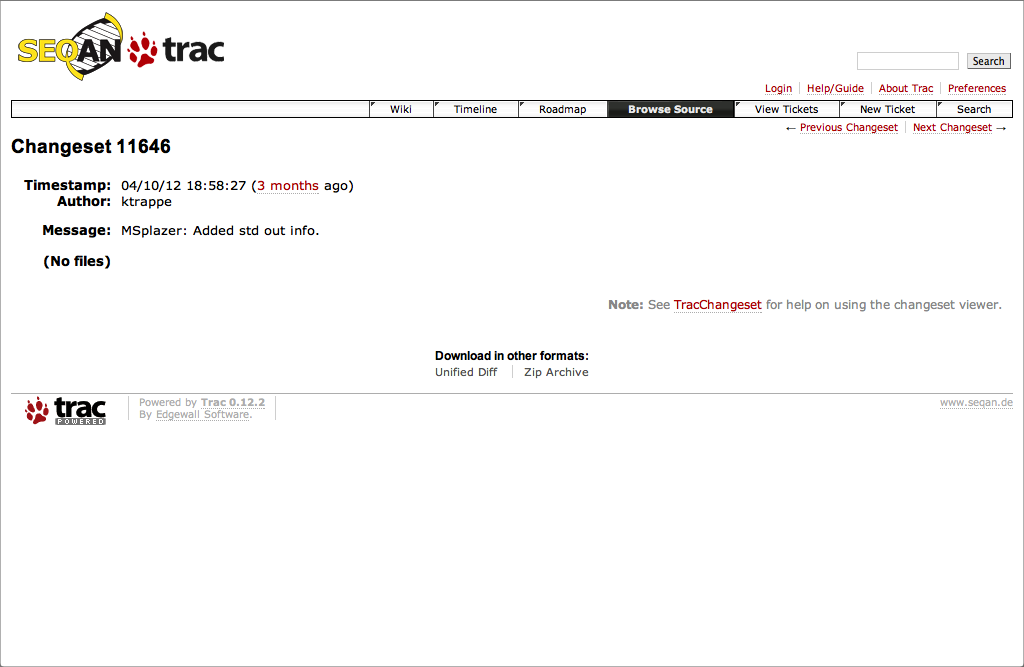 SEQAN trac
Search
Login Help/Guide About Trac Preferences
Wiki Timeline Roadmap Browse Source View Tickets New Ticket Search
← Previous Changeset Next Changeset →
Changeset 11646
Timestamp: 04/10/12 18:58:27 (3 months ago)
Author: ktrappe
Message: MSplazer: Added std out info.
(No files)
Note: See TracChangeset for help on using the changeset viewer.
Download in other formats:
Unified Diff Zip Archive
trac POWERED
Powered by Trac 0.12.2
By Edgewall Software.
www.seqan.de